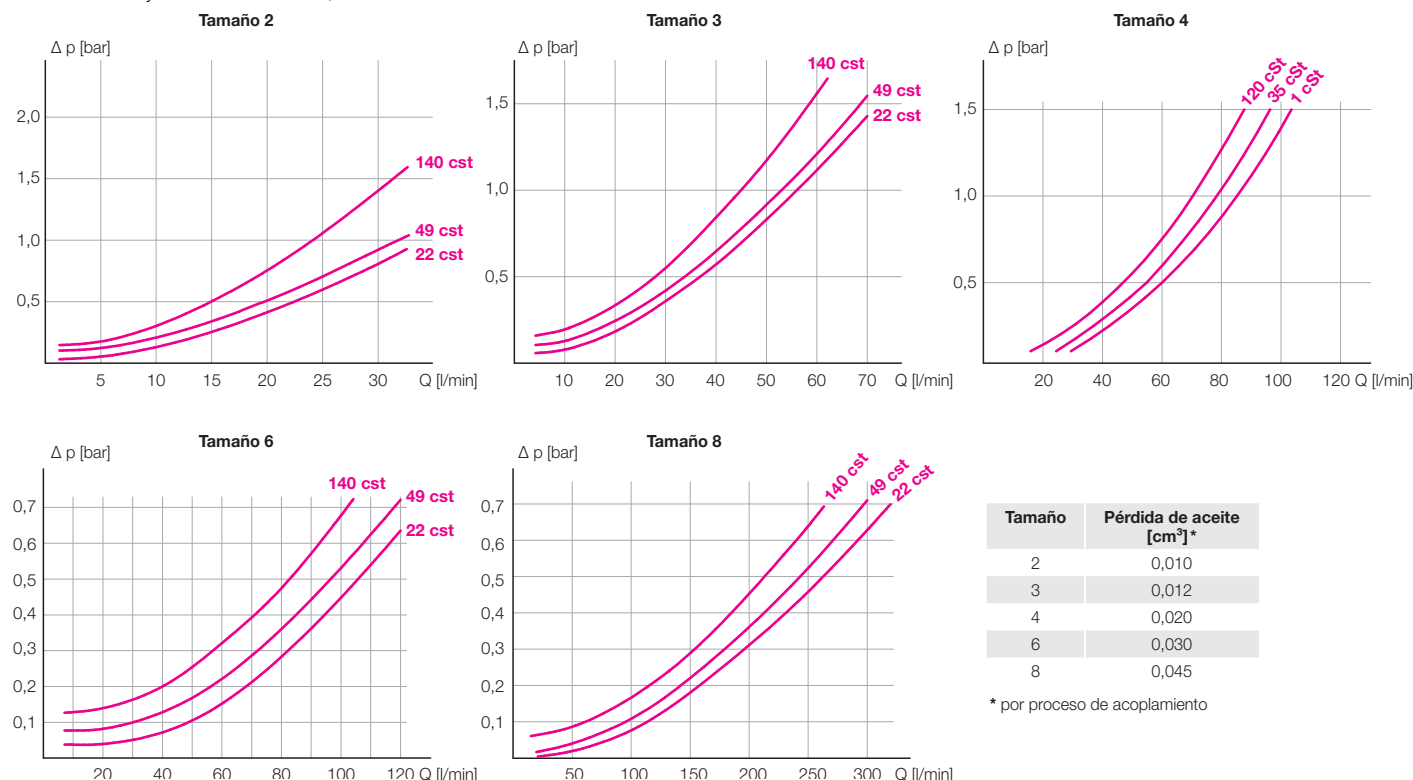 Tamaño 2
Δ p [bar]
2,0
1,5
1,0
0,5
140 cst
49 cst
22 cst
5 10 15 20 25 30 Q [l/min]
Tamaño 3
Δ p [bar]
1,5
1,0
0,5
140 cst
49 cst
22 cst
10 20 30 40 50 60 70 Q [l/min]
Tamaño 4
Δ p [bar]
1,5
1,0
0,5
120 cSt
35 cSt
1 cSt
20 40 60 80 100 120 Q [l/min]
Tamaño 6
Δ p [bar]
0,7
0,6
0,5
0,4
0,3
0,2
0,1
140 cst
49 cst
22 cst
20 40 60 80 100 120 Q [l/min]
Tamaño 8
Δ p [bar]
0,7
0,6
0,5
0,4
0,3
0,2
0,1
140 cst
49 cst
22 cst
50 100 150 200 250 300 Q [l/min]
Tamaño Pérdida de aceite
[cm³] *
2 0,010
3 0,012
4 0,020
6 0,030
8 0,045
* por proceso de acoplamiento